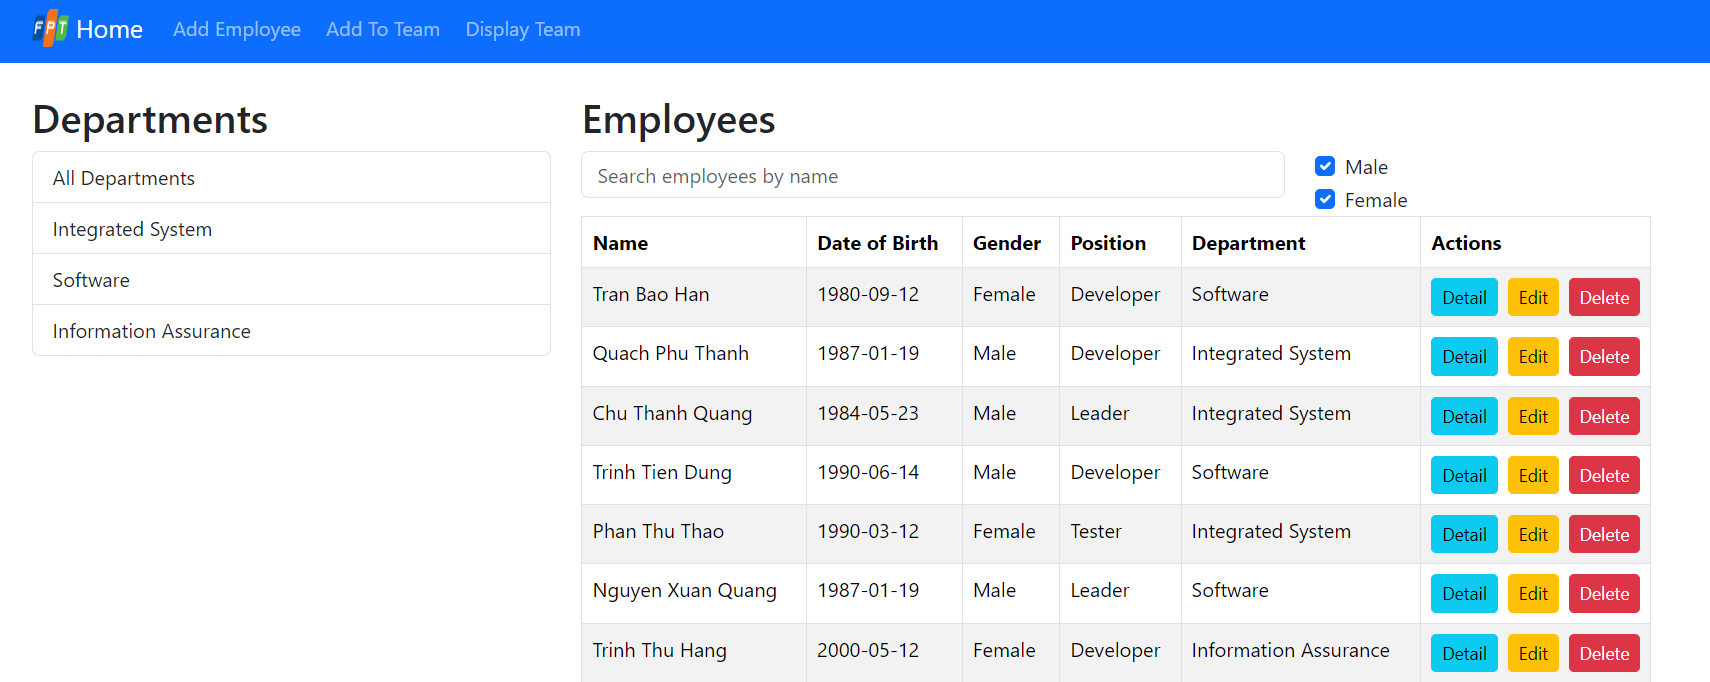 FPT Home Add Employee Add To Team Display Team
Departments
All Departments
Integrated System
Software
Information Assurance
Employees
Search employees by name
Male
Female
Name Date of Birth Gender Position Department Actions
Tran Bao Han 1980-09-12 Female Developer Software Detail Edit Delete
Quach Phu Thanh 1987-01-19 Male Developer Integrated System Detail Edit Delete
Chu Thanh Quang 1984-05-23 Male Leader Integrated System Detail Edit Delete
Trinh Tien Dung 1990-06-14 Male Developer Software Detail Edit Delete
Phan Thu Thao 1990-03-12 Female Tester Integrated System Detail Edit Delete
Nguyen Xuan Quang 1987-01-19 Male Leader Software Detail Edit Delete
Trinh Thu Hang 2000-05-12 Female Developer Information Assurance Detail Edit Delete